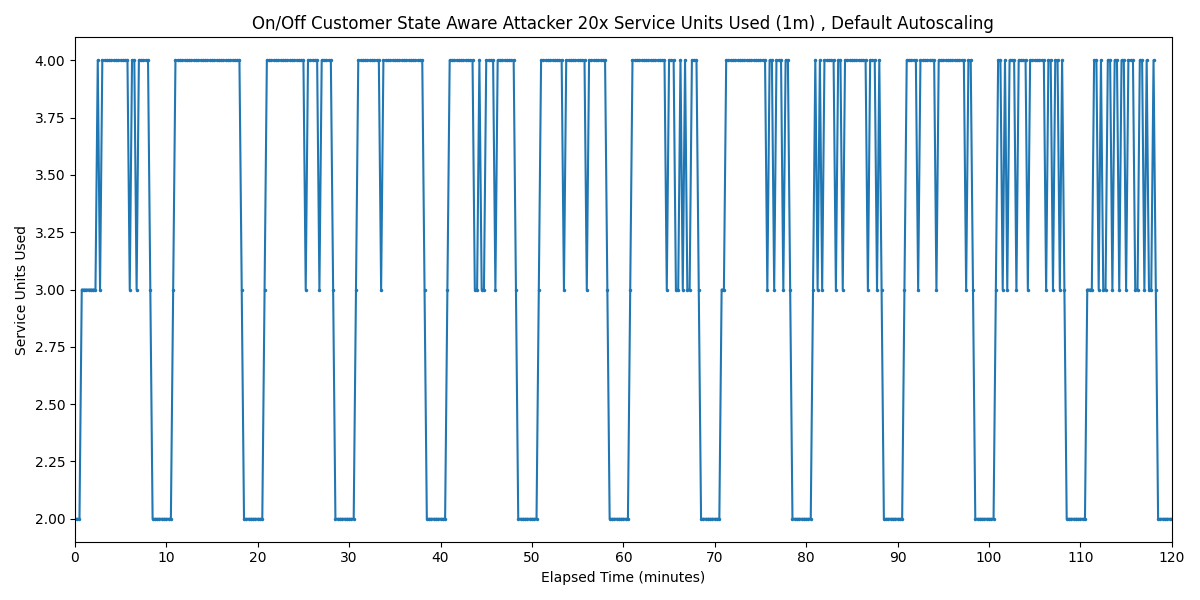 On/Off Customer State Aware Attacker 20x Service Units Used (1m) , Default Autoscaling
4.00
3.75
3.50
3.25
3.00
2.75
2.50
2.25
2.00
Service Units Used
0 10 20 30 40 50 60 70 80 90 100 110 120
Elapsed Time (minutes)